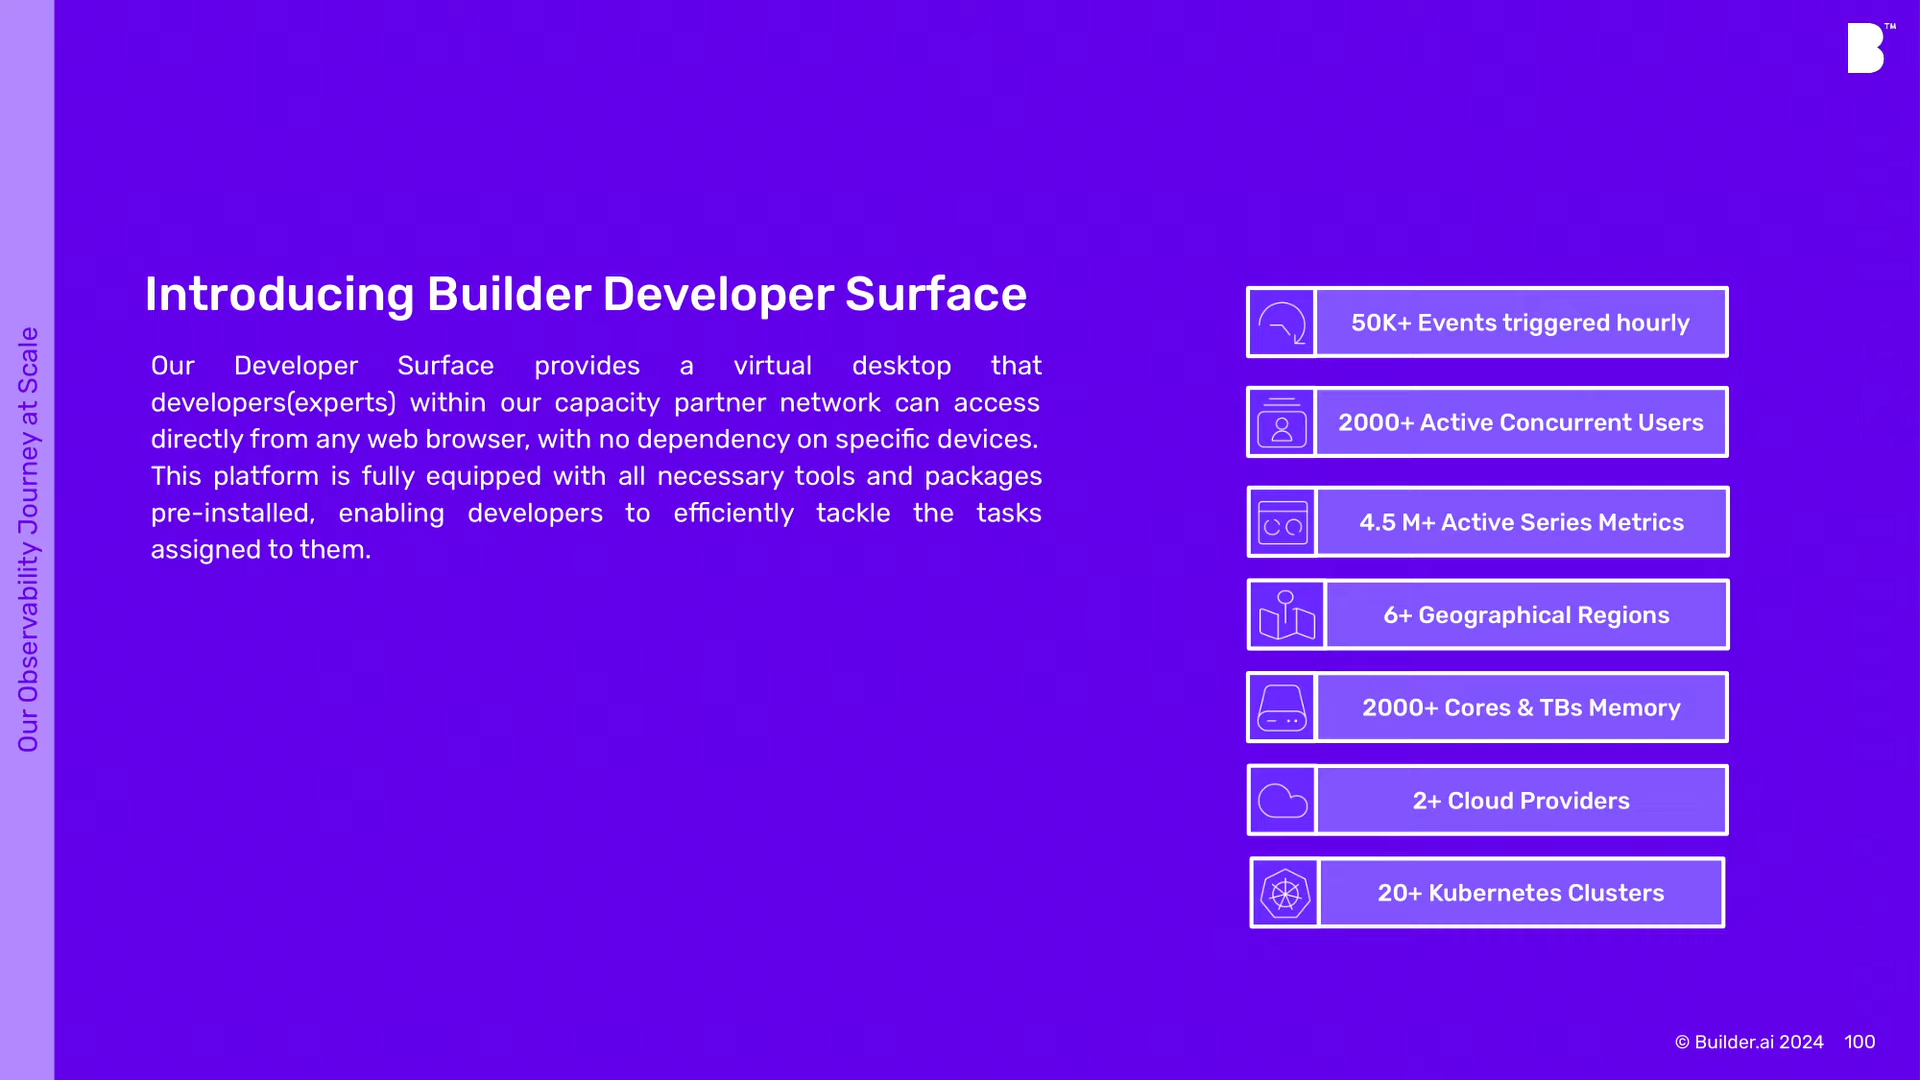 B™
Our Observability Journey at Scale
Introducing Builder Developer Surface
Our Developer Surface provides a virtual desktop that
developers(experts) within our capacity partner network can access
directly from any web browser, with no dependency on specific devices.
This platform is fully equipped with all necessary tools and packages
pre-installed, enabling developers to efficiently tackle the tasks
assigned to them.
50K+ Events triggered hourly
2000+ Active Concurrent Users
4.5 M+ Active Series Metrics
6+ Geographical Regions
2000+ Cores & TBs Memory
2+ Cloud Providers
20+ Kubernetes Clusters
© Builder.ai 2024 100